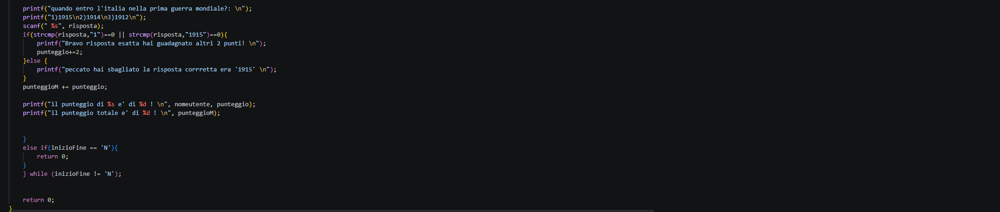 printf("quando entro l'italia nella prima guerra mondiale?: \n");
printf("1)1915\n2)1914\n3)1912\n");
scanf(" %s", risposta);
if(strcmp(risposta,"1")==0 || strcmp(risposta,"1915")==0){
printf("Bravo risposta esatta hai guadagnato altri 2 punti! \n");
punteggio+=2;
}else {
printf("peccato hai sbagliato la risposta corrretta era '1915' \n");
}
punteggioM += punteggio;
printf("il punteggio di %s e' di %d ! \n", nomeutente, punteggio);
printf("il punteggio totale e' di %d ! \n", punteggioM);
}
else if(inizioFine == 'N'){
return 0;
}
} while (inizioFine != 'N');
return 0;
}